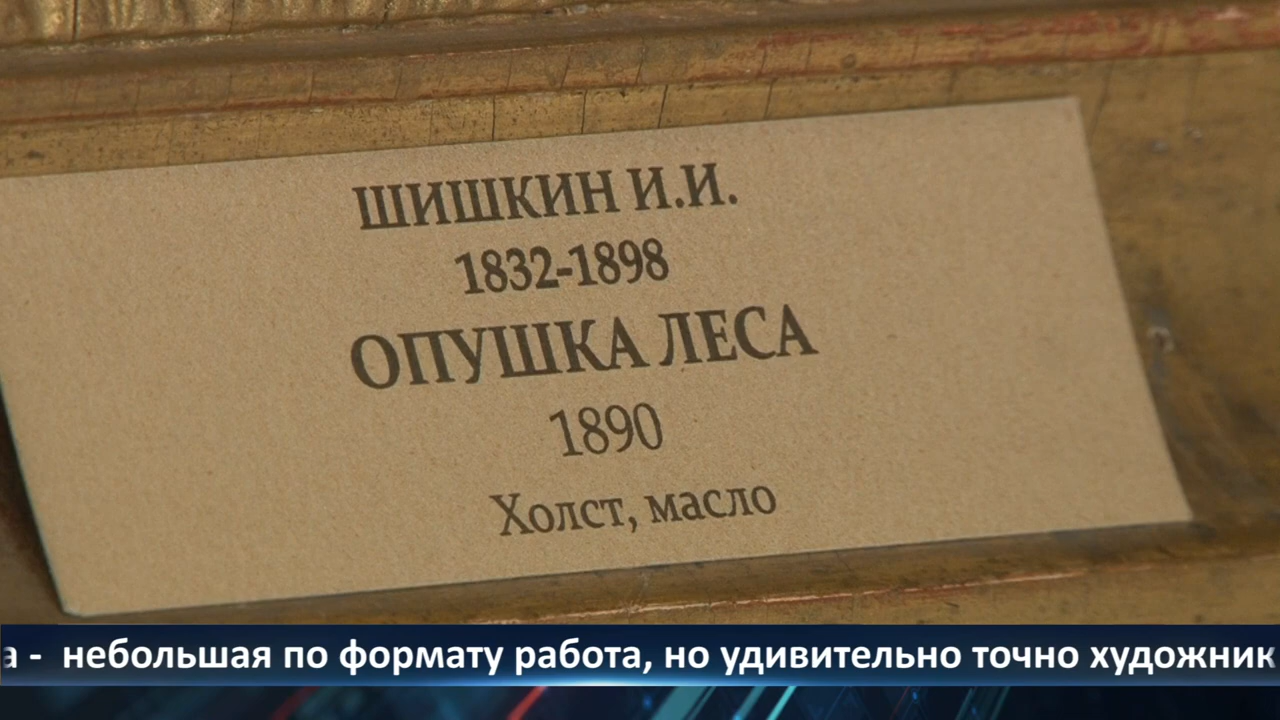 ШИШКИН И.И.
1832-1898
ОПУШКА ЛЕСА
1890
Холст, масло
а - небольшая по формату работа, но удивительно точно художник